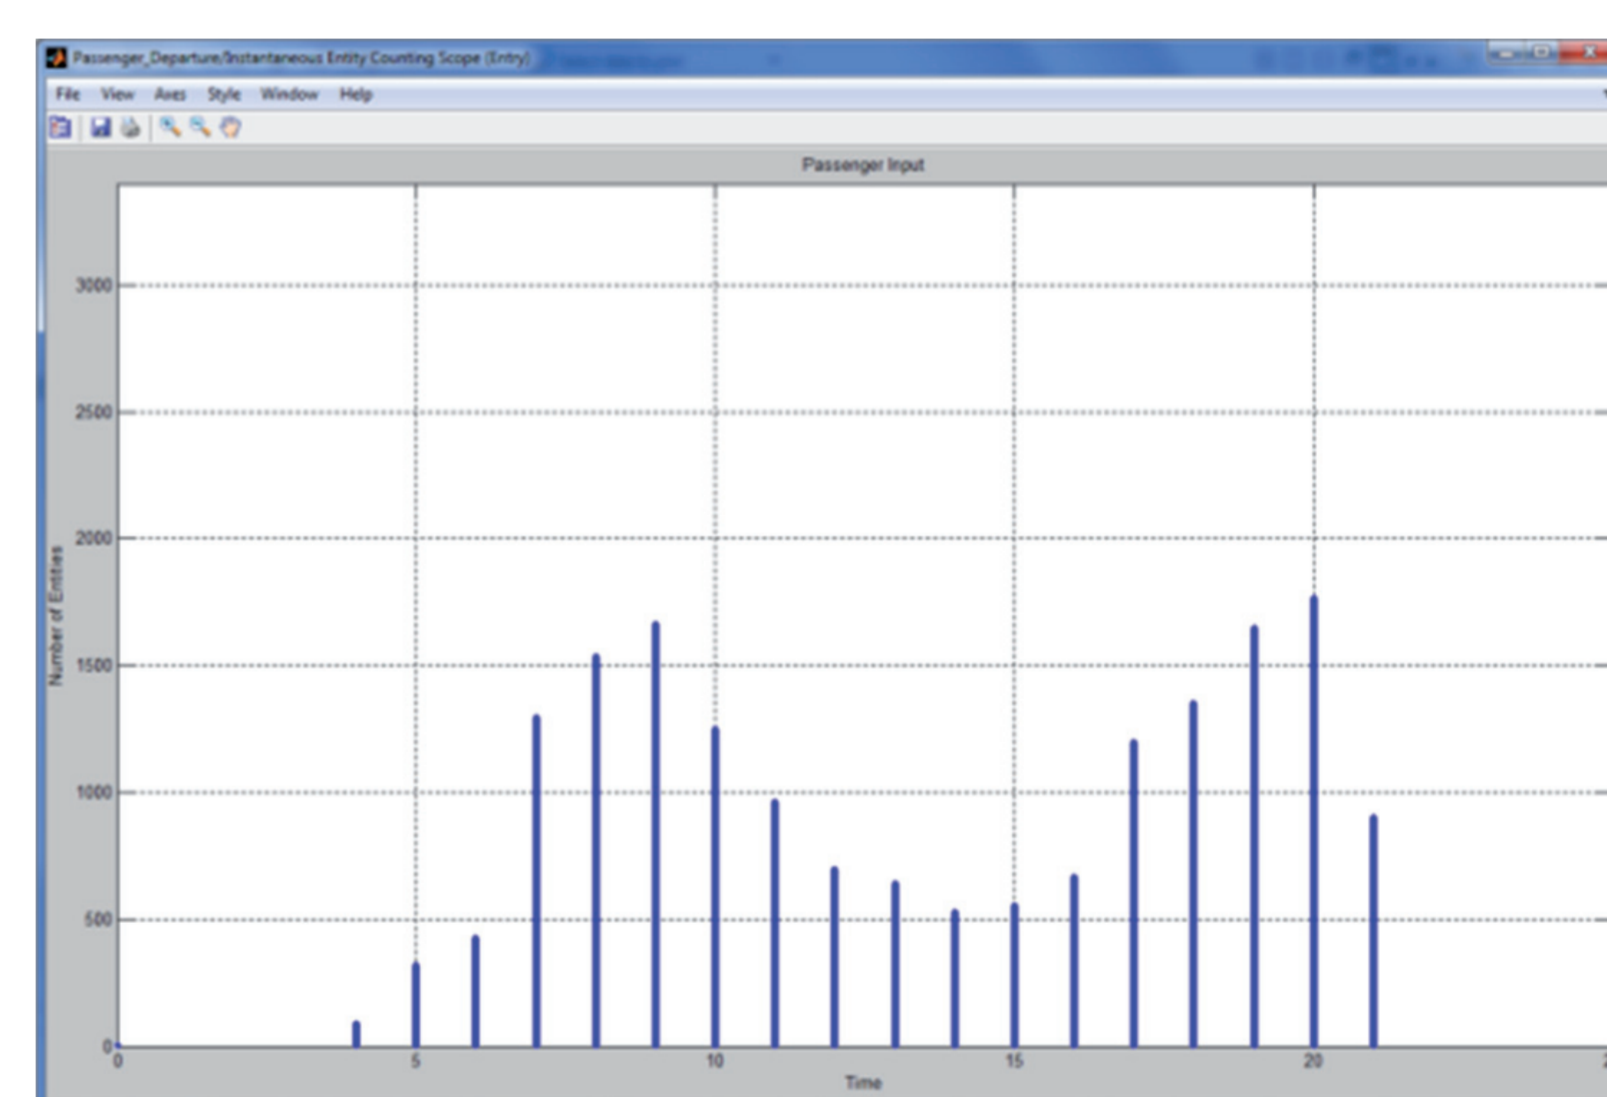 Passenger_Departure/Instantaneous Entity Counting Scope (Entry)
File View Axes Style Window Help
Passenger Input
3000
2500
2000
1500
1000
500
0
Number of Entities
0 5 10 15 20
Time